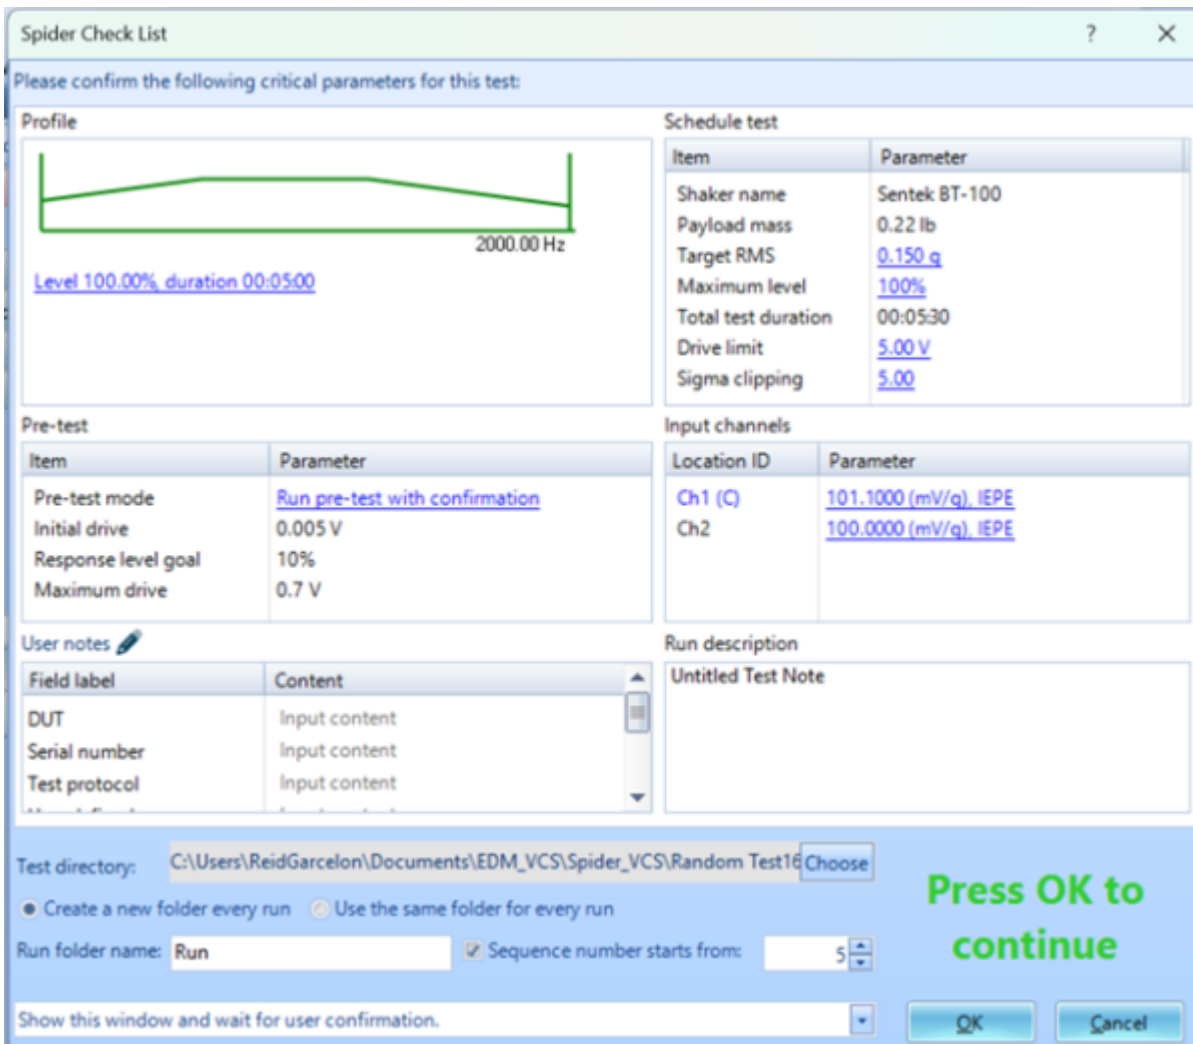 Spider Check List
?
Please confirm the following critical parameters for this test:
Profile
2000.00 Hz
Level 100.00%, duration 00:05:00
Schedule test
Item Parameter
Shaker name Sentek BT-100
Payload mass 0.22 lb
Target RMS 0.150 g
Maximum level 100%
Total test duration 00:05:30
Drive limit 5.00 V
Sigma clipping 5.00
Pre-test
Item Parameter
Pre-test mode Run pre-test with confirmation
Initial drive 0.005 V
Response level goal 10%
Maximum drive 0.7 V
Input channels
Location ID Parameter
Ch1 (C) 101.1000 (mV/g), IEPE
Ch2 100.0000 (mV/g), IEPE
User notes
Field label Content
DUT Input content
Serial number Input content
Test protocol Input content
Run description
Untitled Test Note
Test directory: C:\Users\ReidGarcelon\Documents\EDM_VCS\Spider_VCS\Random Test16 Choose
Create a new folder every run Use the same folder for every run
Run folder name: Run Sequence number starts from: 5
Show this window and wait for user confirmation.
Press OK to
continue
OK Cancel